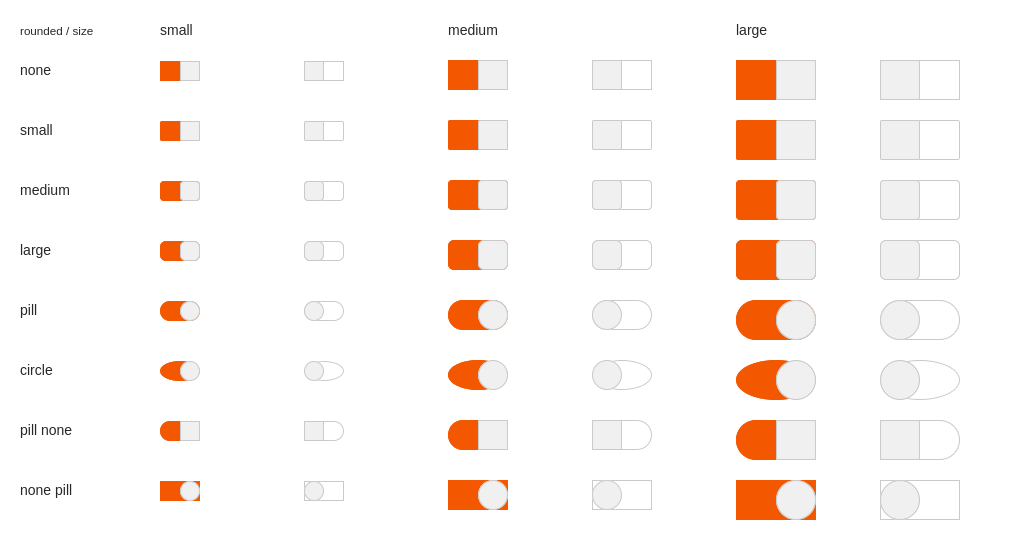 rounded / size small medium large
none
small
medium
large
pill
circle
pill none
none pill